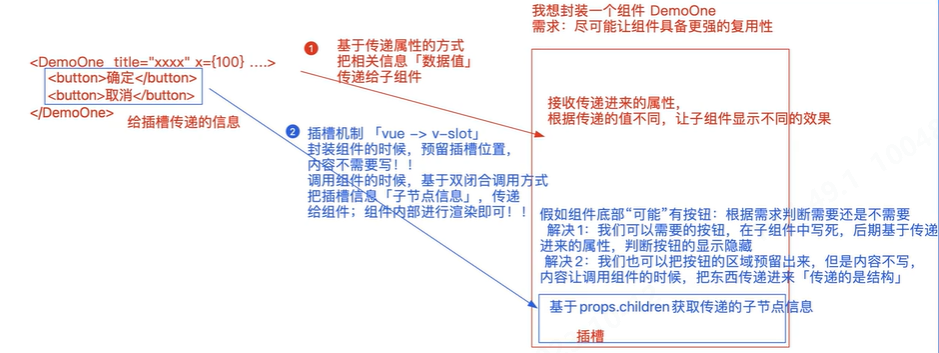 我想封装一个组件 DemoOne
需求：尽可能让组件具备更强的复用性
<DemoOne title="xxxx" x={100} ....>
<button>确定</button>
<button>取消</button>
</DemoOne>
给插槽传递的信息
1 基于传递属性的方式
把相关信息「数据值」
传递给子组件
2 插槽机制 「vue -> v-slot」
封装组件的时候，预留插槽位置，
内容不需要写！！
调用组件的时候，基于双闭合调用方式
把插槽信息「子节点信息」，传递
给组件；组件内部进行渲染即可！！
接收传递进来的属性，
根据传递的值不同，让子组件显示不同的效果
假如组件底部“可能”有按钮：根据需求判断需要还是不需要
解决1：我们可以需要的按钮，在子组件中写死，后期基于传递
进来的属性，判断按钮的显示隐藏
解决2：我们也可以把按钮的区域预留出来，但是内容不写，
内容让调用组件的时候，把东西传递进来「传递的是结构」
基于props.children获取传递的子节点信息
插槽